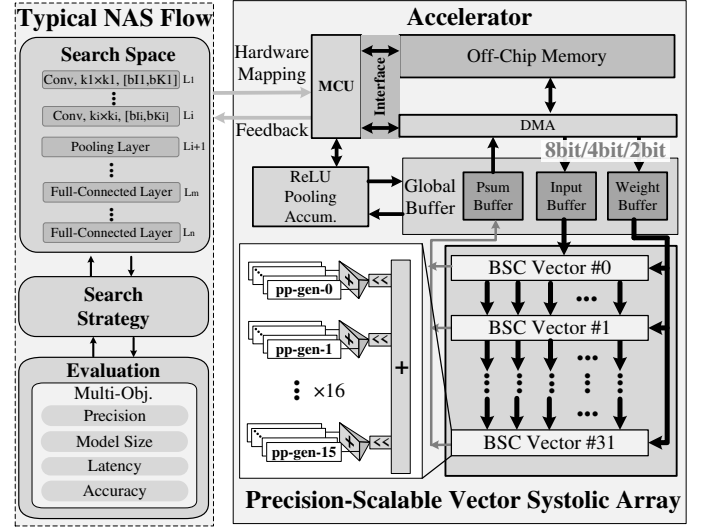 Typical NAS Flow
Search Space
Conv, k1×k1, [bI1,bK1] L1
Conv, ki×ki, [bIi,bKi] Li
Pooling Layer Li+1
Full-Connected Layer Lm
Full-Connected Layer Ln
Search
Strategy
Evaluation
Multi-Obj.
Precision
Model Size
Latency
Accuracy
Hardware
Mapping
Feedback
Accelerator
MCU
Interface
Off-Chip Memory
DMA
8bit/4bit/2bit
ReLU
Pooling
Accum.
Global
Buffer
Psum
Buffer
Input
Buffer
Weight
Buffer
pp-gen-0
+
<<
pp-gen-1
+
<<
×16
pp-gen-15
+
<<
+
BSC Vector #0
BSC Vector #1
BSC Vector #31
Precision-Scalable Vector Systolic Array